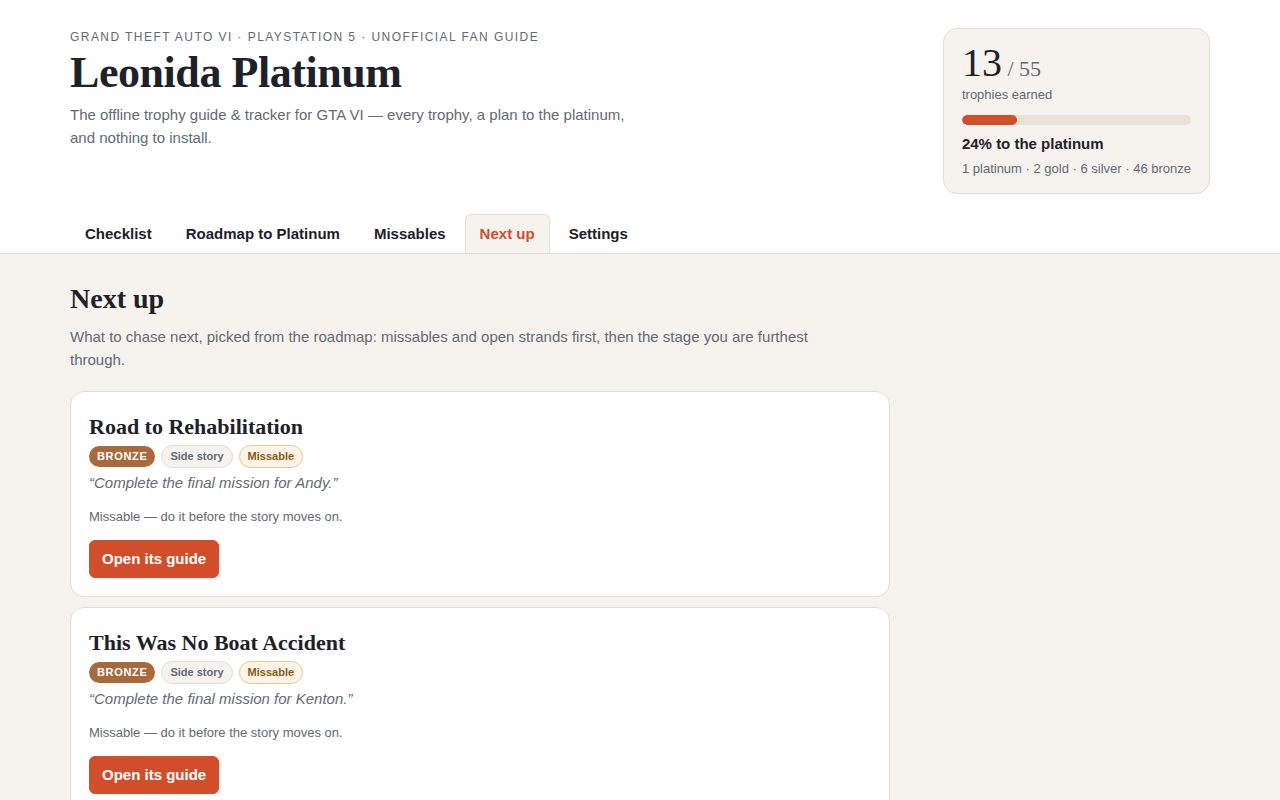 GRAND THEFT AUTO VI · PLAYSTATION 5 · UNOFFICIAL FAN GUIDE
Leonida Platinum
The offline trophy guide & tracker for GTA VI — every trophy, a plan to the platinum,
and nothing to install.
13 / 55
trophies earned
24% to the platinum
1 platinum · 2 gold · 6 silver · 46 bronze
Checklist
Roadmap to Platinum
Missables
Next up
Settings
Next up
What to chase next, picked from the roadmap: missables and open strands first, then the stage you are furthest
through.
Road to Rehabilitation
BRONZE Side story Missable
“Complete the final mission for Andy.”
Missable — do it before the story moves on.
Open its guide
This Was No Boat Accident
BRONZE Side story Missable
“Complete the final mission for Kenton.”
Missable — do it before the story moves on.
Open its guide